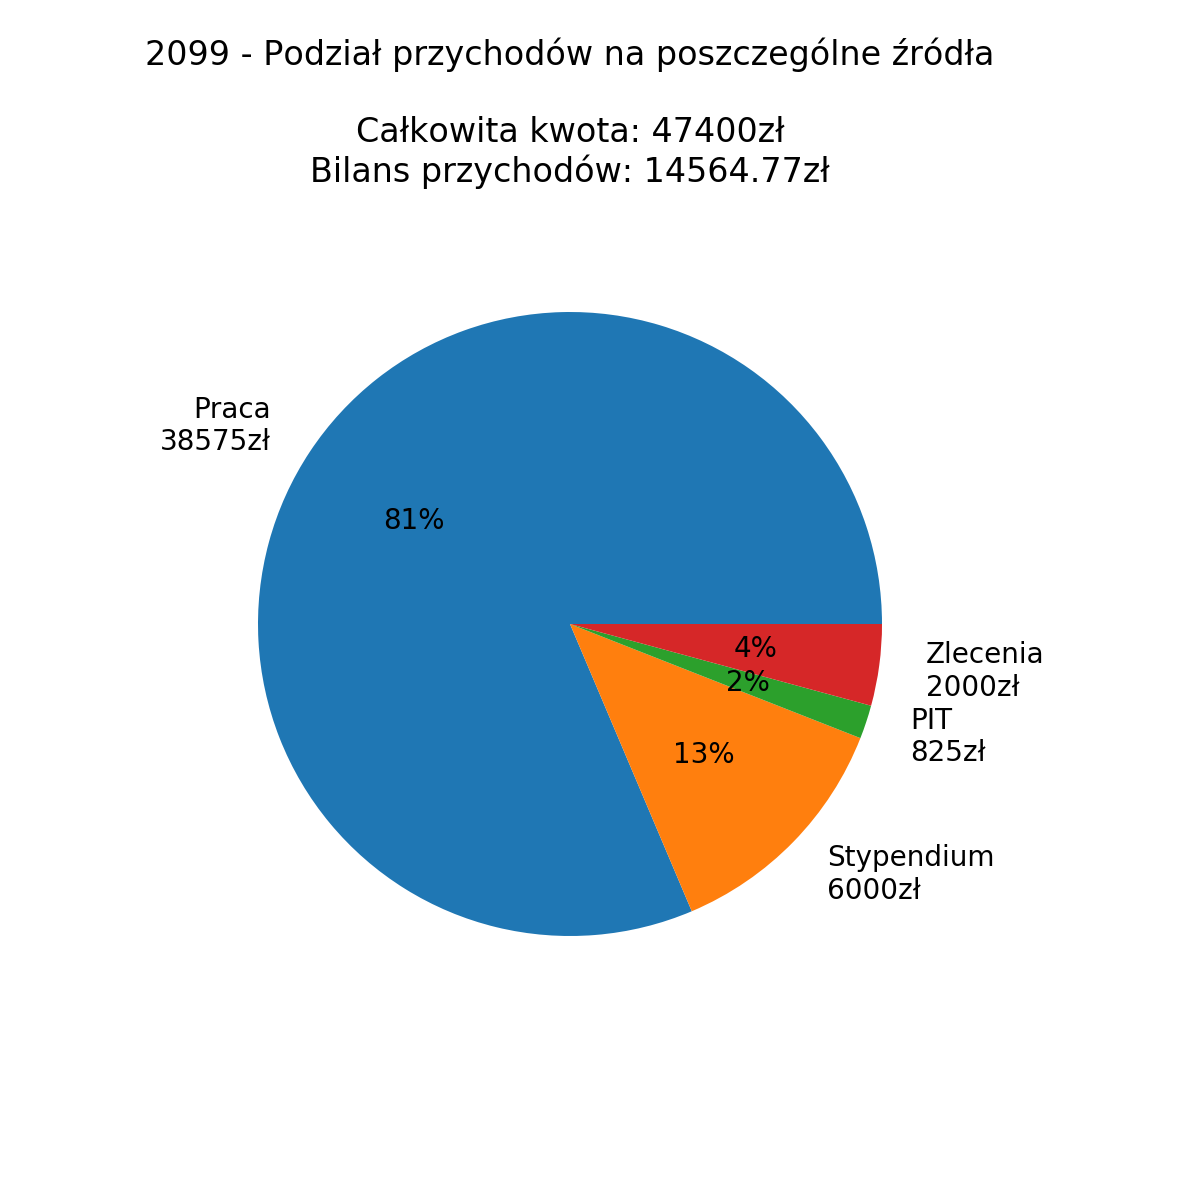 2099 - Podział przychodów na poszczególne źródła
Całkowita kwota: 47400zł
Bilans przychodów: 14564.77zł
Praca
38575zł
81%
4%
2%
13%
Zlecenia
2000zł
PIT
825zł
Stypendium
6000zł